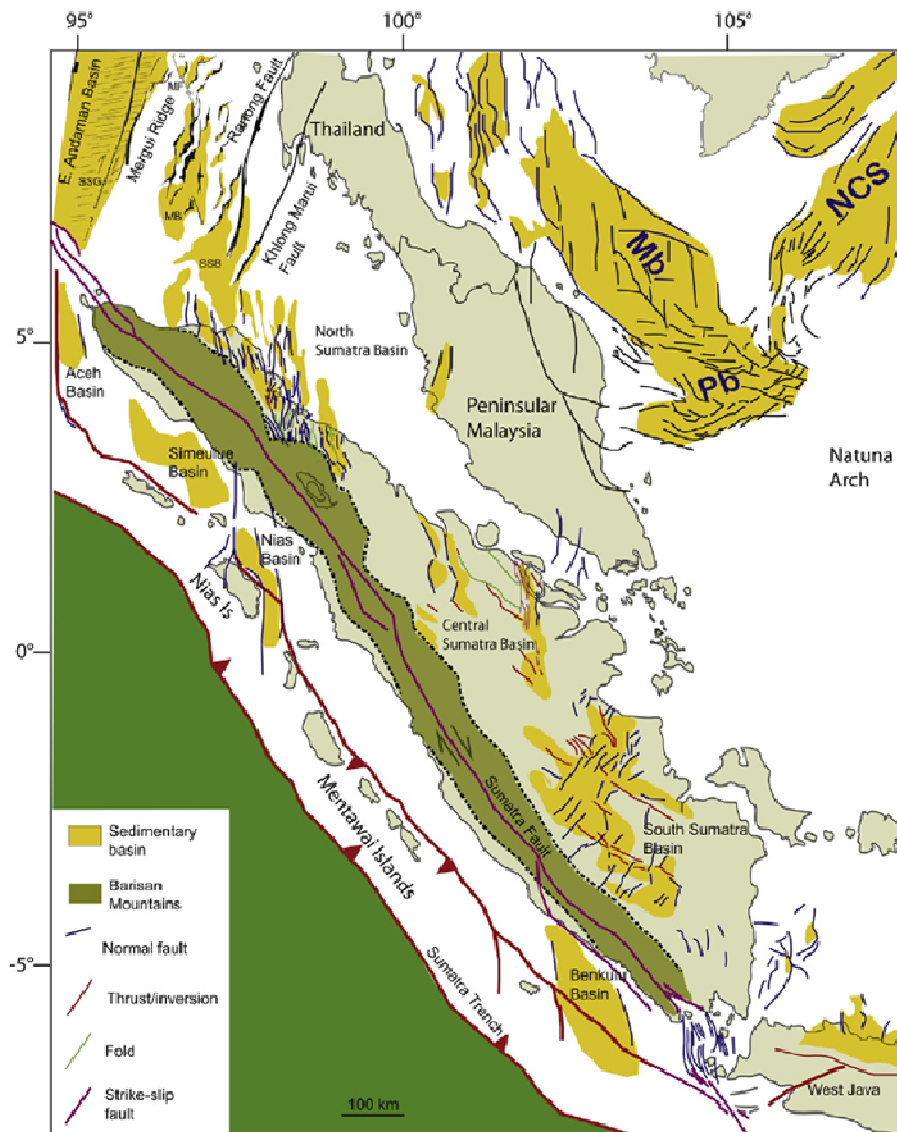 95°
100°
105°
5°
0°
-5°
E. Andaman Basin
SSG
Mergui Ridge
MB
SSB
Ranong Fault
Khlong Marui
Fault
Thailand
Mb
NCS
Pb
North
Sumatra Basin
Aceh
Basin
Peninsular
Malaysia
Natuna
Arch
Simeulue
Basin
Nias
Basin
Nias Is
Central
Sumatra Basin
Mentawai Islands
Sumatra Fault
South Sumatra
Basin
Sumatra Trench
Benkulu
Basin
West Java
Sedimentary
basin
Barisan
Mountains
Normal fault
Thrust/inversion
Fold
Strike-slip
fault
100 km